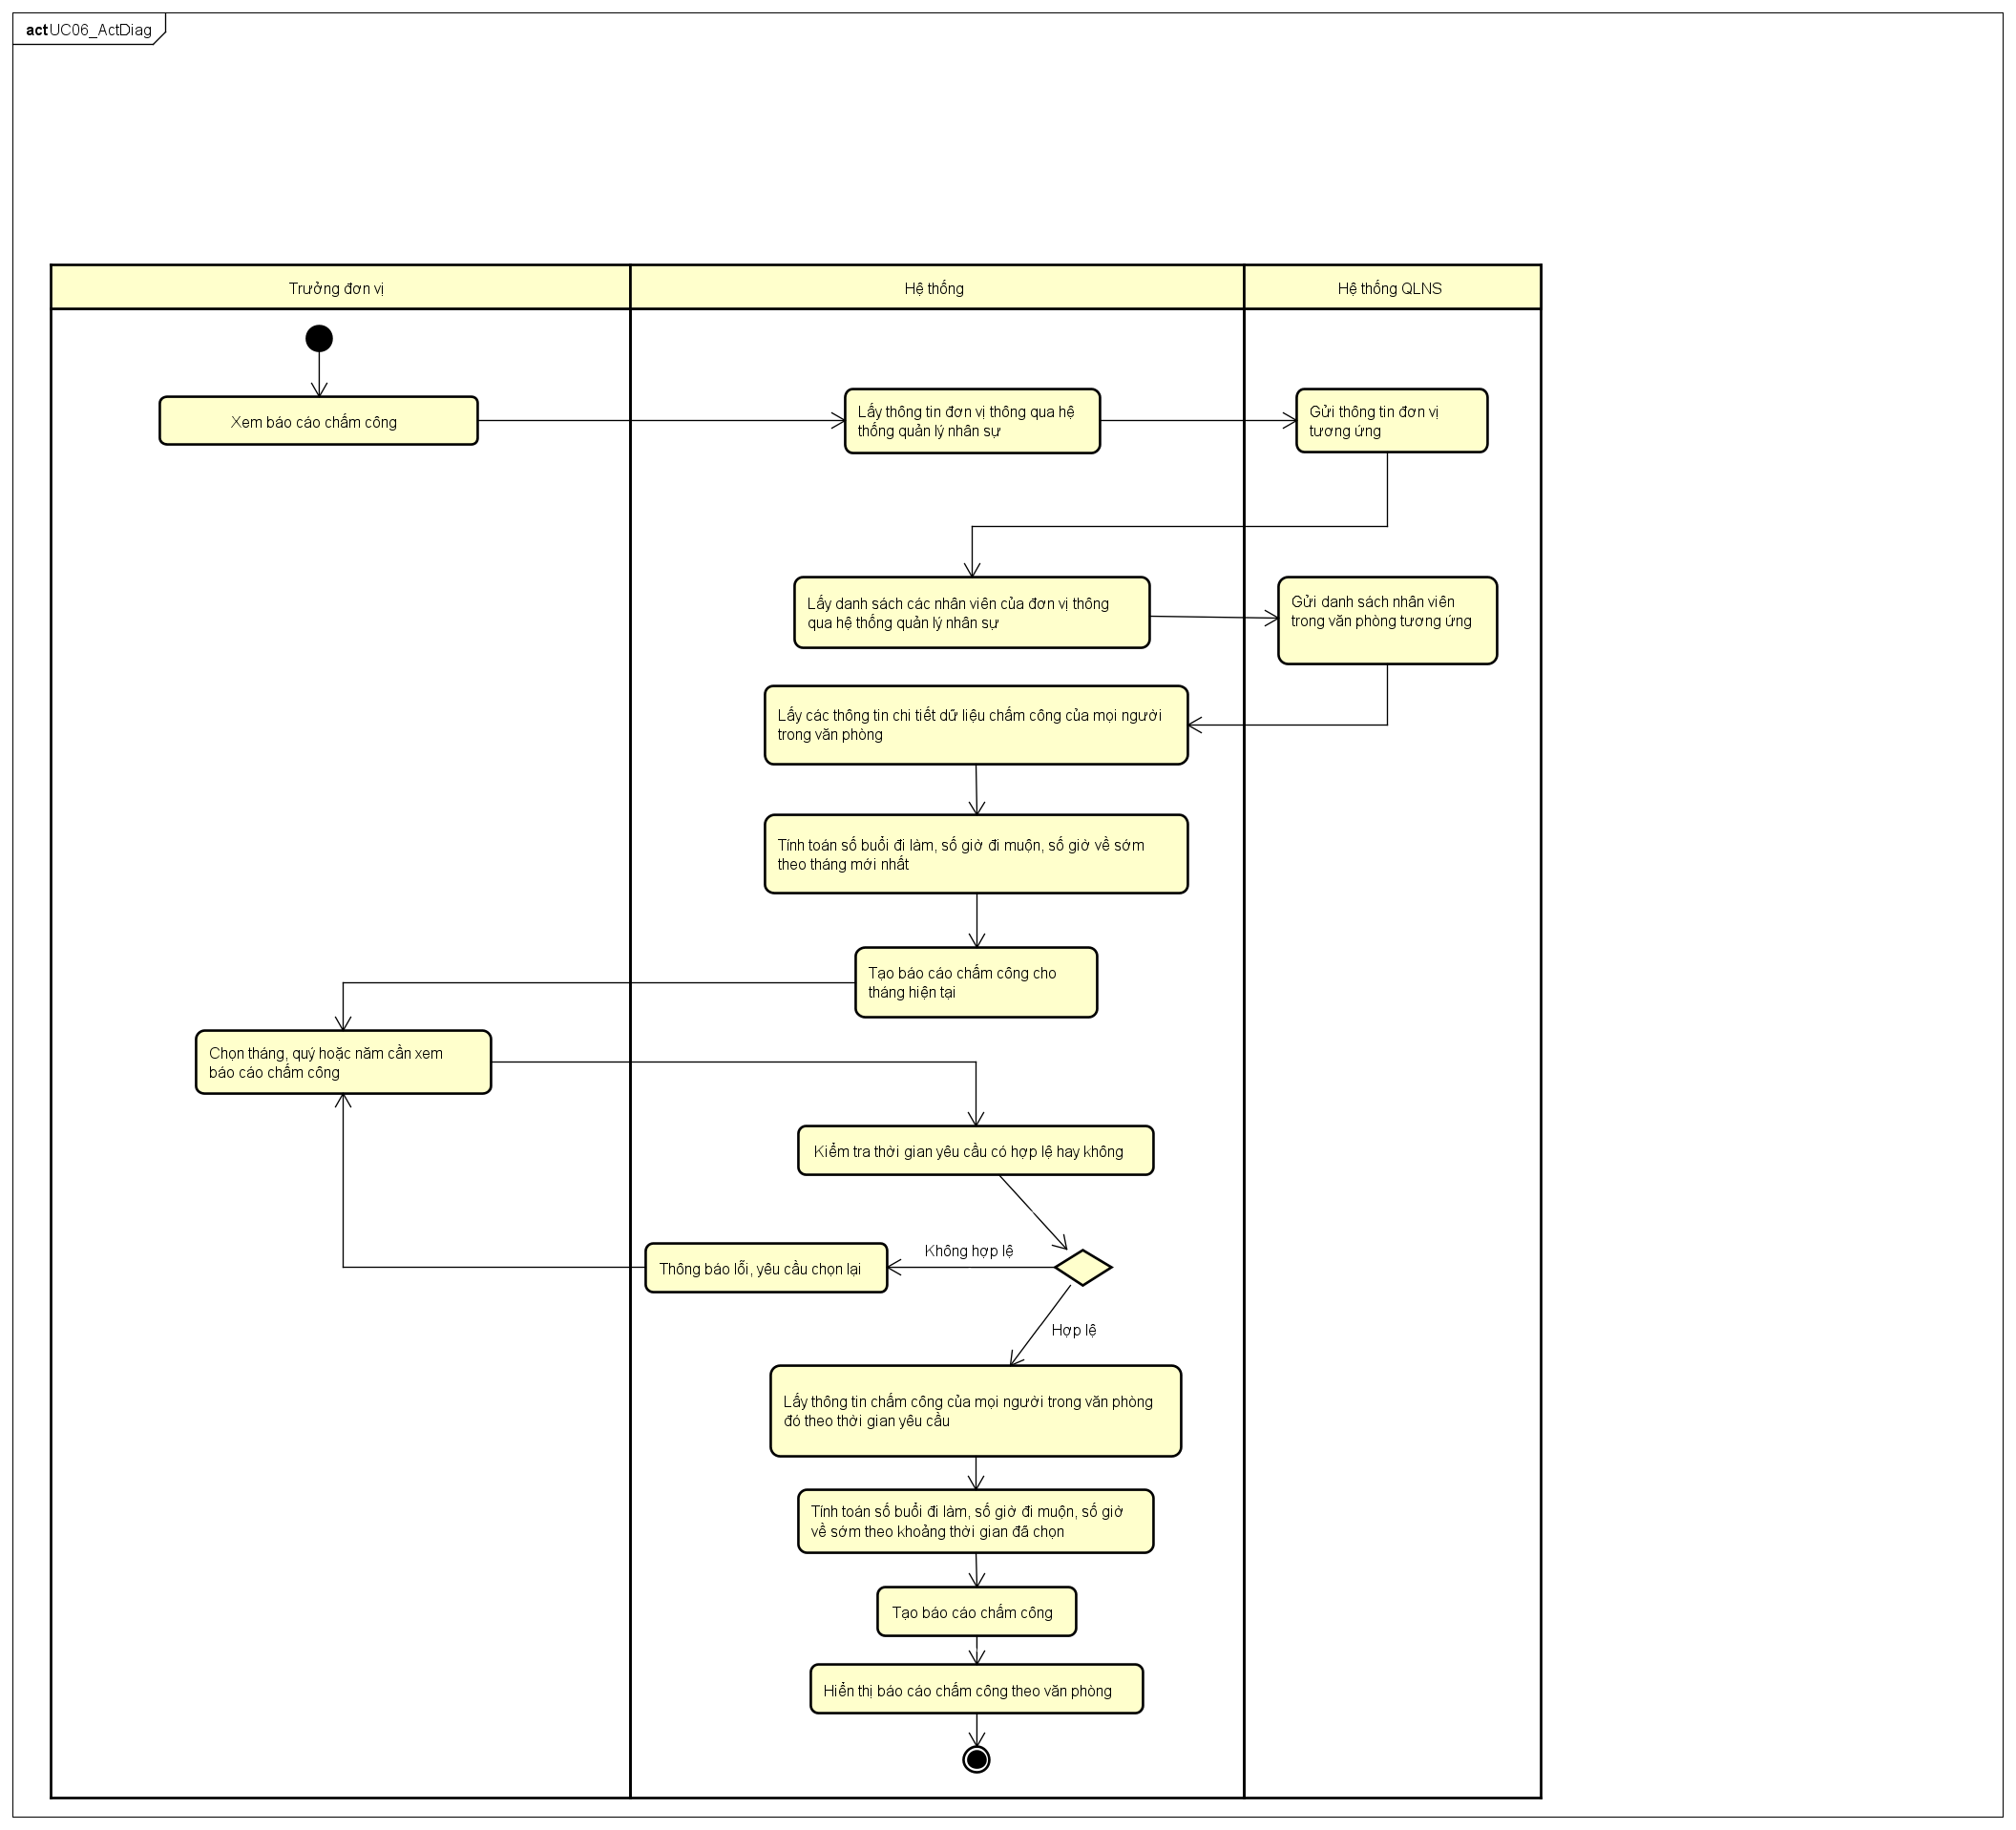 act UC06_ActDiag
Trưởng đơn vị
Hệ thống
Hệ thống QLNS
Xem báo cáo chấm công
Lấy thông tin đơn vị thông qua hệ
thống quản lý nhân sự
Gửi thông tin đơn vị
tương ứng
Lấy danh sách các nhân viên của đơn vị thông
qua hệ thống quản lý nhân sự
Gửi danh sách nhân viên
trong văn phòng tương ứng
Lấy các thông tin chi tiết dữ liệu chấm công của mọi người
trong văn phòng
Tính toán số buổi đi làm, số giờ đi muộn, số giờ về sớm
theo tháng mới nhất
Tạo báo cáo chấm công cho
tháng hiện tại
Chọn tháng, quý hoặc năm cần xem
báo cáo chấm công
Kiểm tra thời gian yêu cầu có hợp lệ hay không
Không hợp lệ
Thông báo lỗi, yêu cầu chọn lại
Hợp lệ
Lấy thông tin chấm công của mọi người trong văn phòng
đó theo thời gian yêu cầu
Tính toán số buổi đi làm, số giờ đi muộn, số giờ
về sớm theo khoảng thời gian đã chọn
Tạo báo cáo chấm công
Hiển thị báo cáo chấm công theo văn phòng